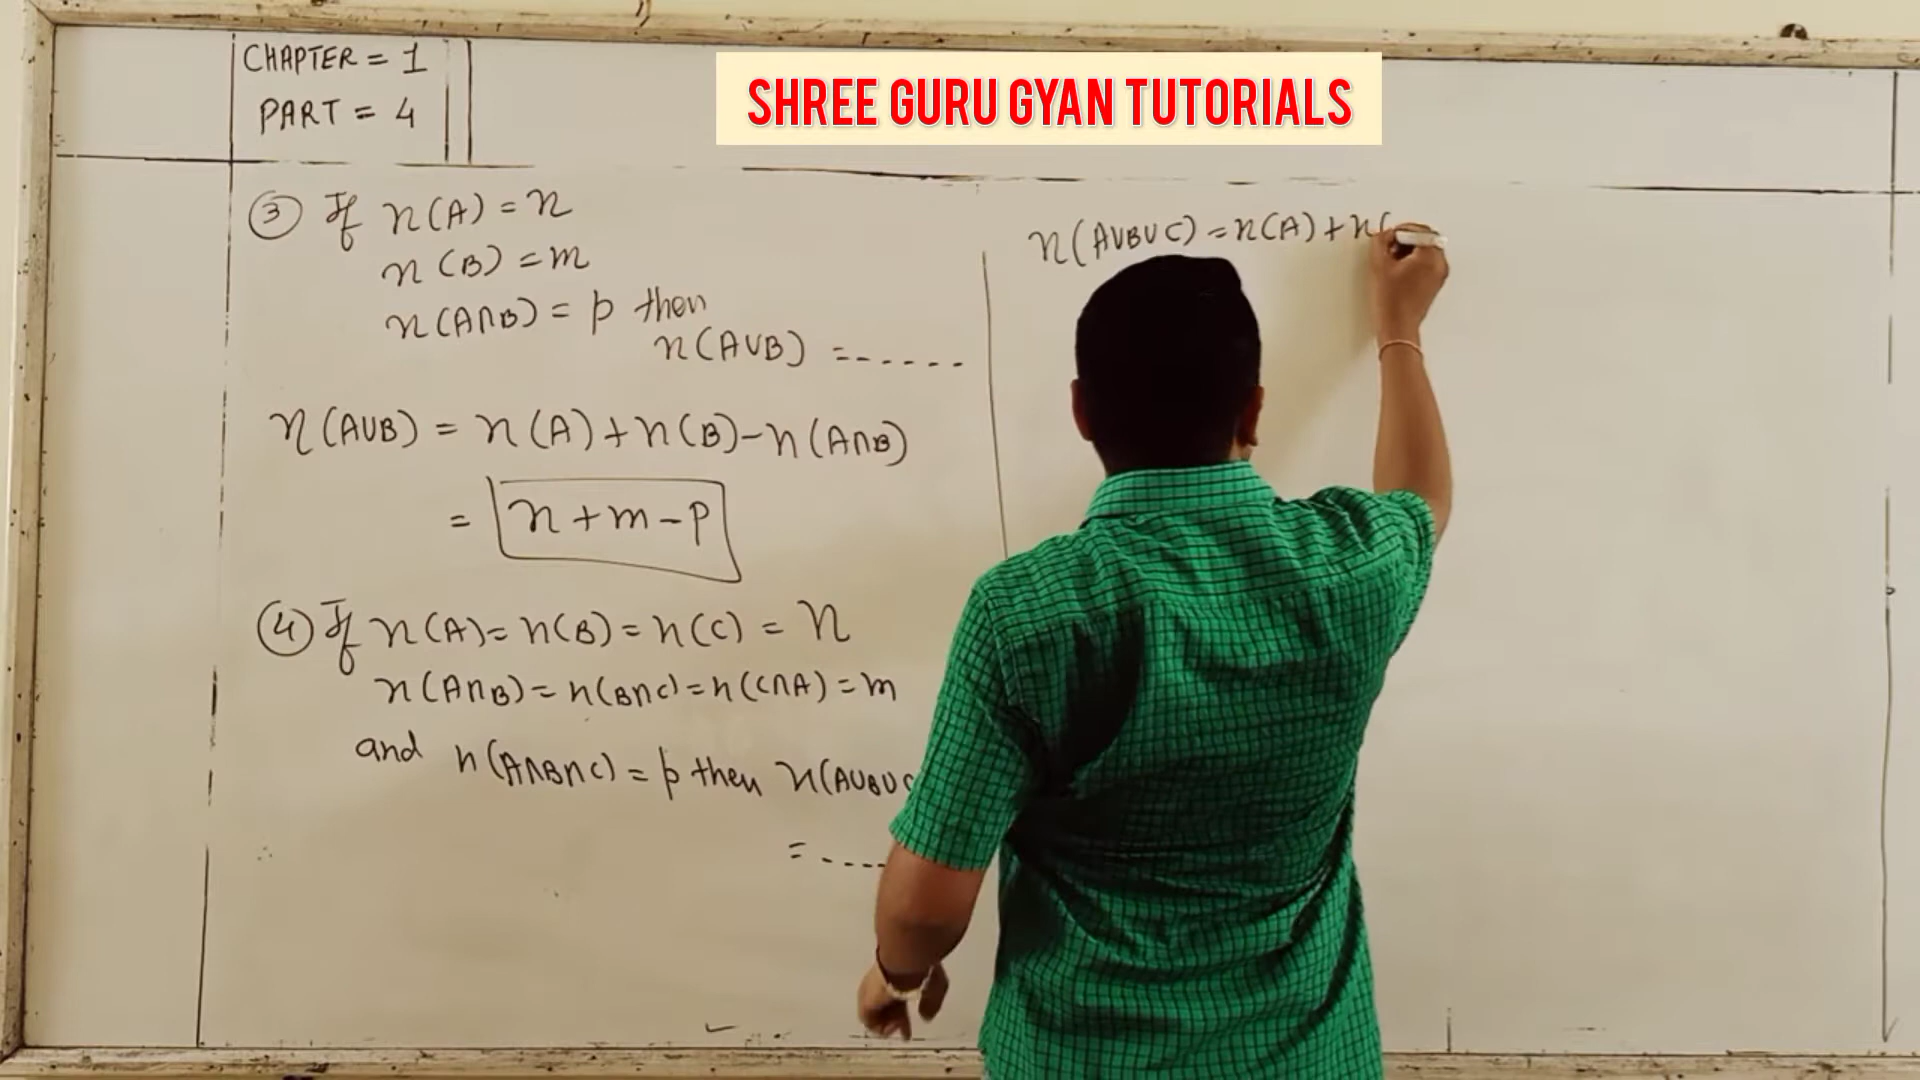 CHAPTER = 1
PART = 4
SHREE GURU GYAN TUTORIALS
③ If n(A) = n
n(B) = m
n(A∩B) = p then
n(A∪B) = ------
n(A∪B) = n(A) + n(B) - n(A∩B)
= n + m - p
④ If n(A) = n(B) = n(C) = n
n(A∩B) = n(B∩C) = n(C∩A) = m
and n(A∩B∩C) = p then n(A∪B∪C
= ----
n(A∪B∪C) = n(A) + n(